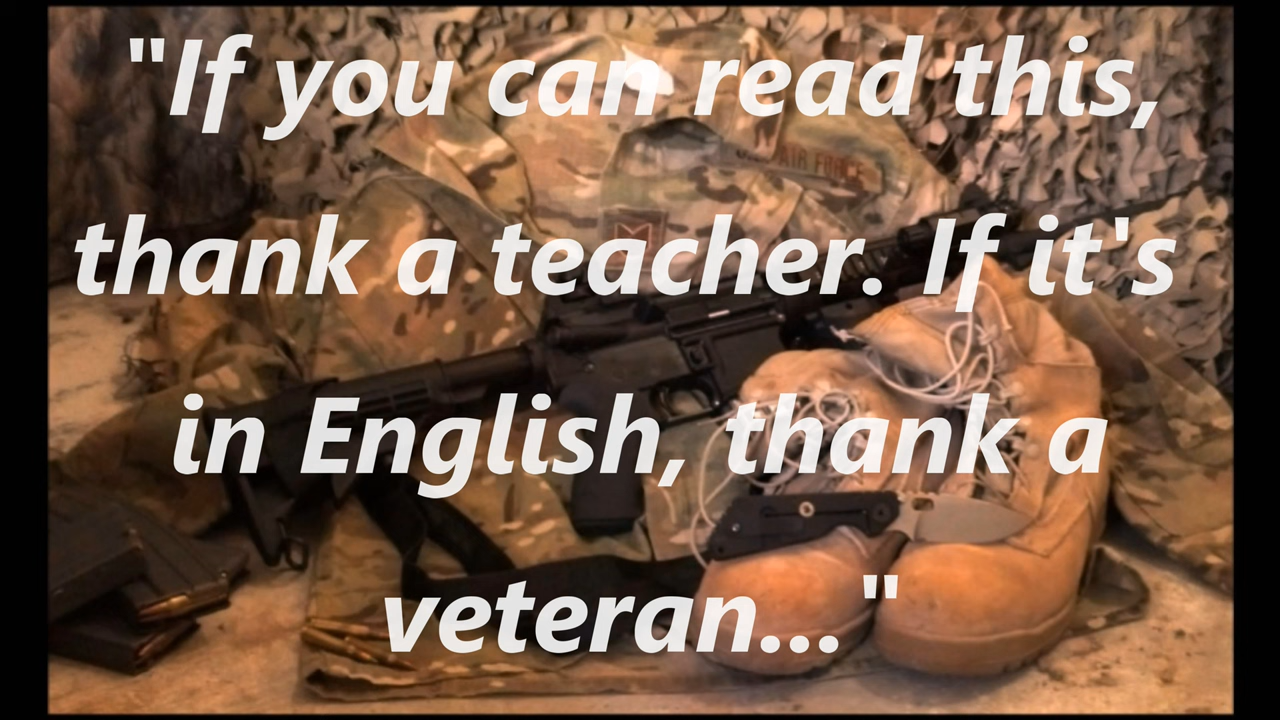 "If you can read this,
thank a teacher. If it's
in English, thank a
veteran..."
AIR FORCE